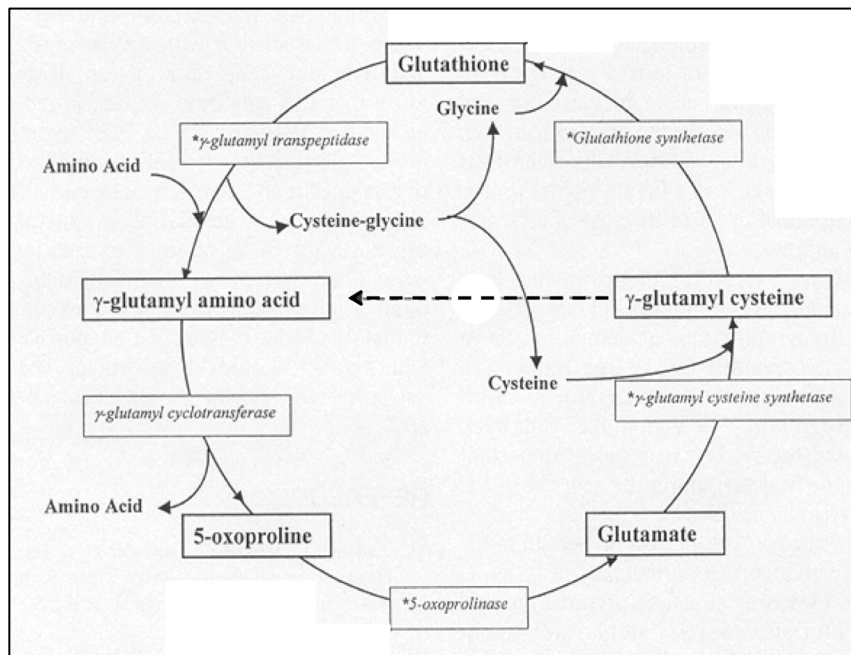 Glutathione
Glycine
*γ-glutamyl transpeptidase
*Glutathione synthetase
Amino Acid
Cysteine-glycine
γ-glutamyl amino acid
γ-glutamyl cysteine
Cysteine
*γ-glutamyl cysteine synthetase
γ-glutamyl cyclotransferase
Amino Acid
5-oxoproline
Glutamate
*5-oxoprolinase